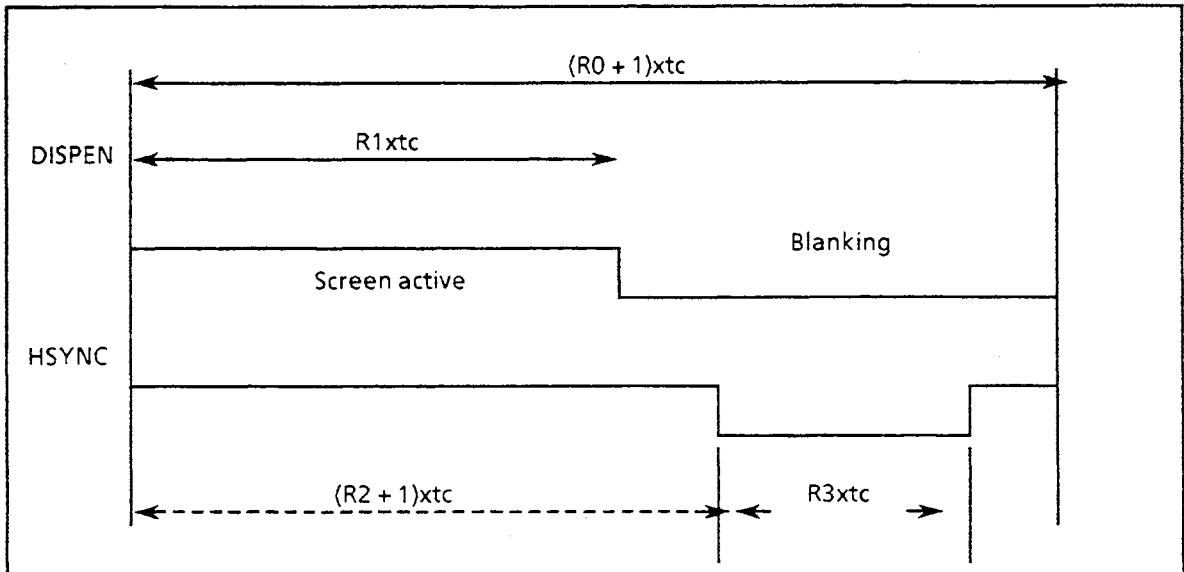 (R0 + 1)xtc
DISPEN
R1xtc
Blanking
Screen active
HSYNC
(R2 + 1)xtc
R3xtc